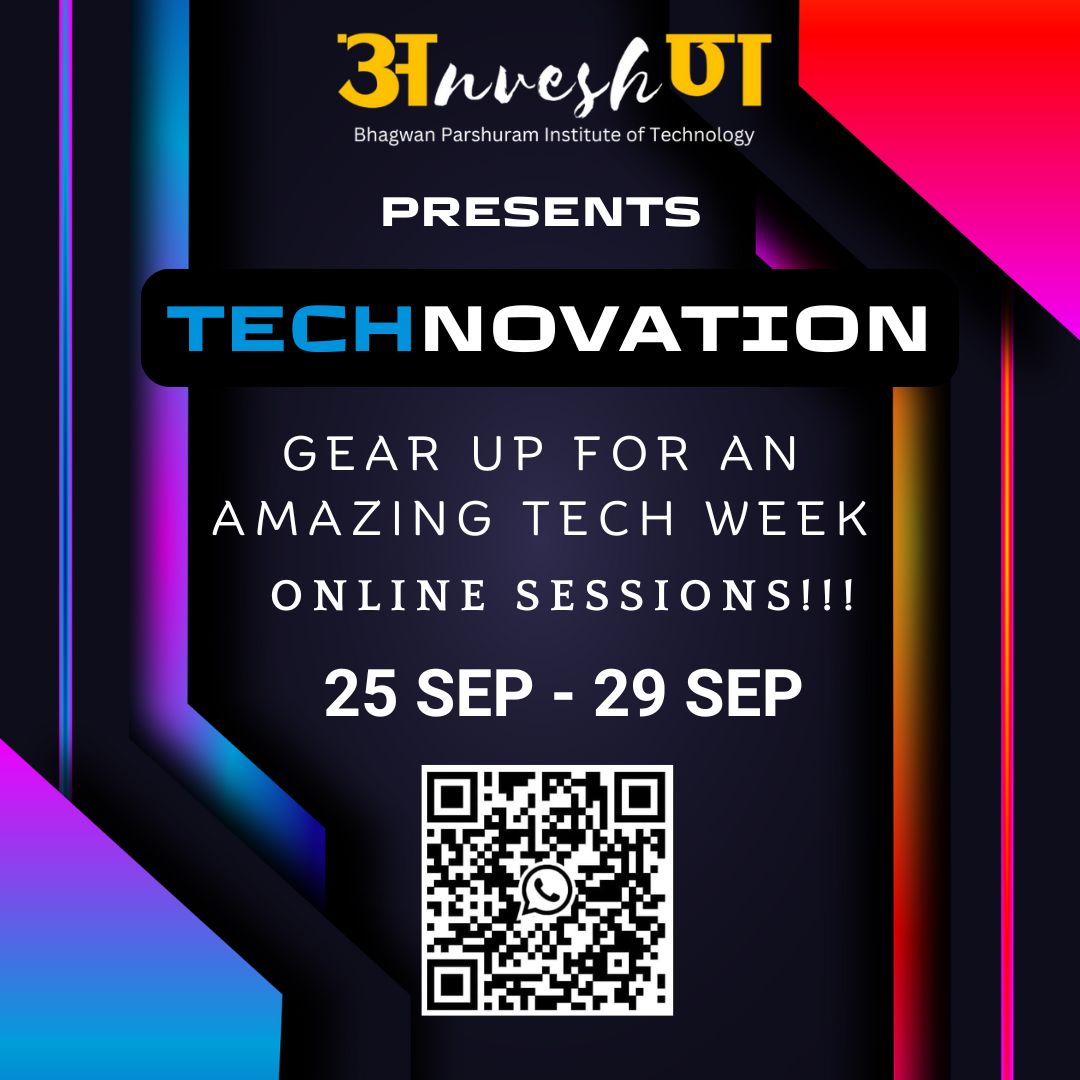 अnveshण
Bhagwan Parshuram Institute of Technology
PRESENTS
TECHNOVATION
GEAR UP FOR AN
AMAZING TECH WEEK
ONLINE SESSIONS!!!
25 SEP - 29 SEP